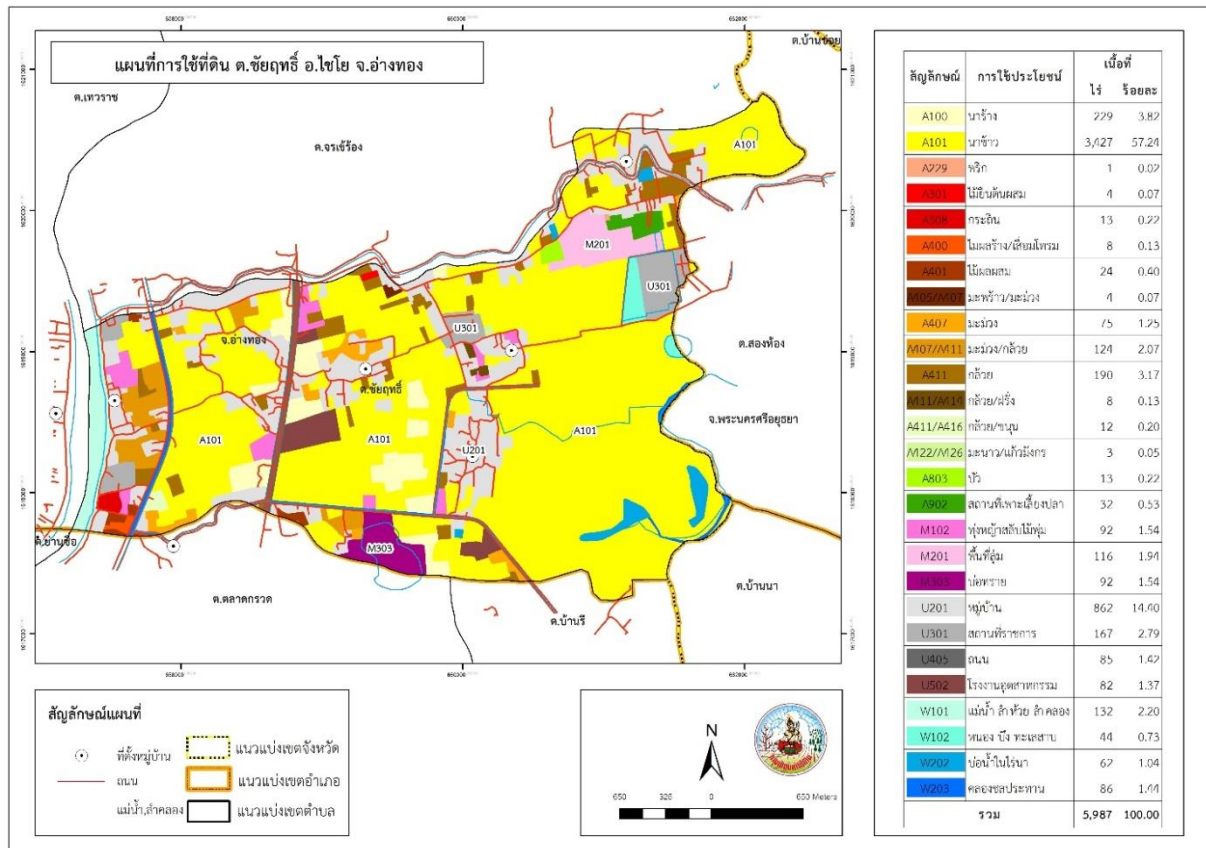 แผนที่การใช้ที่ดิน ต.ชัยฤทธิ์ อ.ไชโย จ.อ่างทอง
ต.บ้านช่อย
ต.เทวราช
ต.จรเข้ร้อง
A101
M201
U301
U301
จ.อ่างทอง
ต.ชัยฤทธิ์
ต.สองห้อง
จ.พระนครศรีอยุธยา
A101
A101
A101
U201
M303
ต.ตลาดกรวด
ต.บ้านรี
ต.บ้านนา
658000
660000
662000
สัญลักษณ์แผนที่
ที่ตั้งหมู่บ้าน
ถนน
แม่น้ำ,ลำคลอง
แนวแบ่งเขตจังหวัด
แนวแบ่งเขตอำเภอ
แนวแบ่งเขตตำบล
N
650 320 0 650 Meters
สัญลักษณ์ การใช้ประโยชน์ เนื้อที่
ไร่ ร้อยละ
A100 นาร้าง 229 3.82
A101 นาข้าว 3,427 57.24
A229 พริก 1 0.02
A301 ไม้ยืนต้นผสม 4 0.07
A308 กระถิน 13 0.22
A400 ไม้ผลร้าง/เสื่อมโทรม 8 0.13
A401 ไม้ผลผสม 24 0.40
M05/M07 มะพร้าว/มะม่วง 4 0.07
A407 มะม่วง 75 1.25
M07/M11 มะม่วง/กล้วย 124 2.07
A411 กล้วย 190 3.17
M11/A414 กล้วย/ฝรั่ง 8 0.13
A411/A416 กล้วย/ขนุน 12 0.20
M22/M26 มะนาว/แก้วมังกร 3 0.05
A803 บัว 13 0.22
A902 สถานที่เพาะเลี้ยงปลา 32 0.53
M102 ทุ่งหญ้าสลับไม้พุ่ม 92 1.54
M201 พื้นที่ลุ่ม 116 1.94
M303 บ่อทราย 92 1.54
U201 หมู่บ้าน 862 14.40
U301 สถานที่ราชการ 167 2.79
U405 ถนน 85 1.42
U502 โรงงานอุตสาหกรรม 82 1.37
W101 แม่น้ำ ลำห้วย ลำคลอง 132 2.20
W102 หนอง บึง ทะเลสาบ 44 0.73
W202 บ่อน้ำในไร่นา 62 1.04
W203 คลองชลประทาน 86 1.44
รวม 5,987 100.00